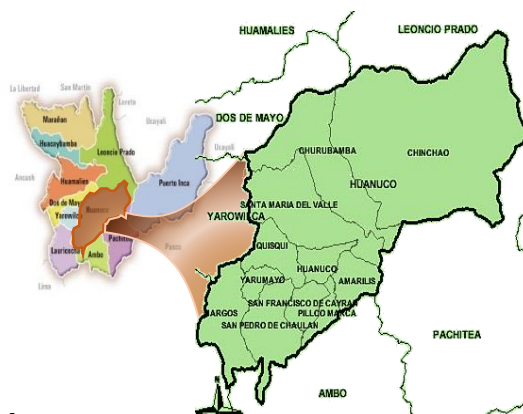 HUAMALIES
LEONCIO PRADO
DOS DE MAYO
CHURUBAMBA
CHINCHAO
HUANUCO
SANTA MARIA DEL VALLE
YAROWILCA
QUISQUI
HUANUCO
YARUMAYO
AMARILIS
SAN FRANCISCO DE CAYRAN
MARGOS
PILLCO MARCA
SAN PEDRO DE CHAULAN
PACHITEA
AMBO
N
La Libertad
San Martin
Loreto
Marañon
Ucayali
Huacaybamba
Leoncio Prado
Ucayali
Ancash
Huamalies
Puerto Inca
Dos de Mayo
Huanuco
Yarowilca
Lauricocha
Pachitea
Pasco
Ambo
Lima